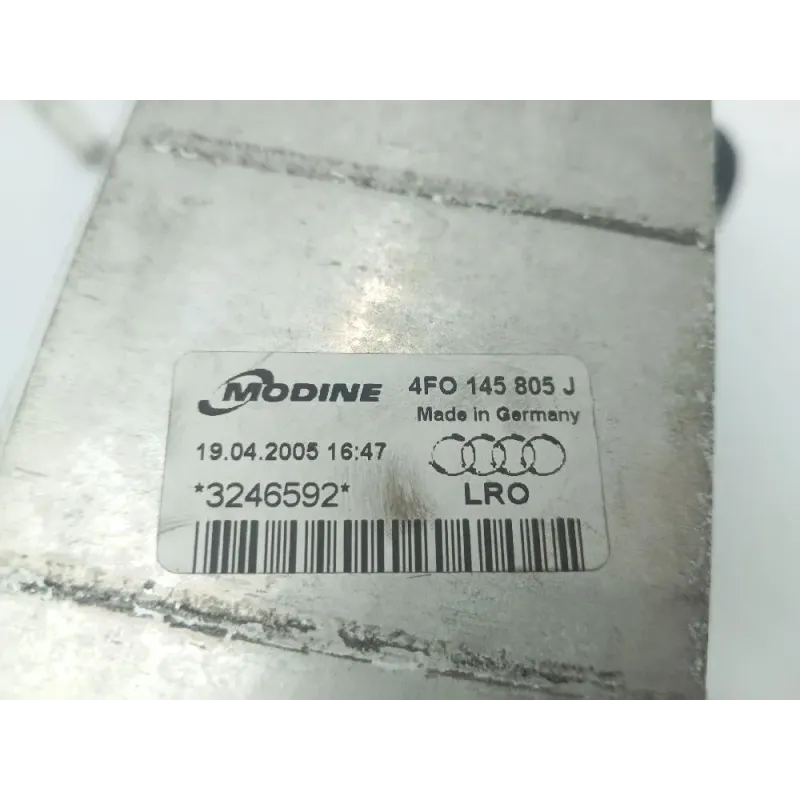 MODINE 4FO 145 805 J
Made in Germany
19.04.2005 16:47
*3246592* LRO